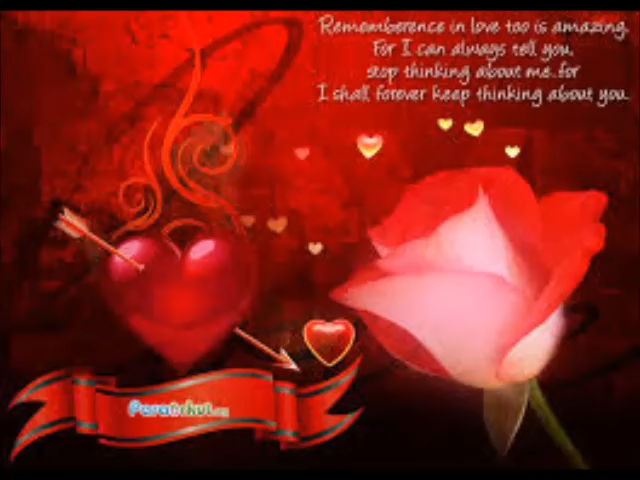 Rememberence in love too is amazing.
For I can always tell you,
stop thinking about me..for
I shall forever keep thinking about you.